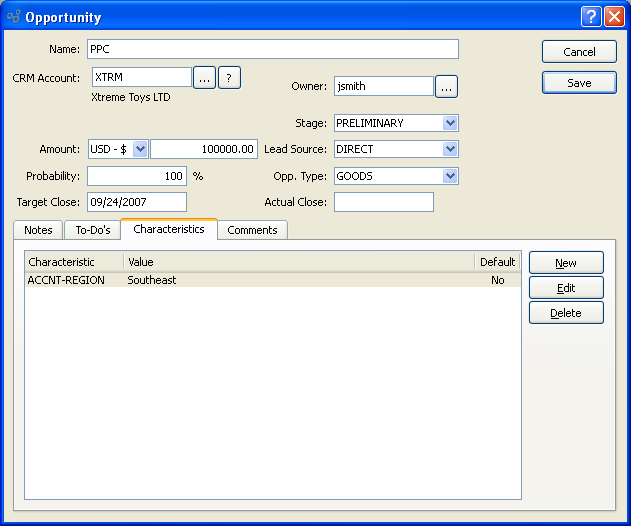 Opportunity
Name: PPC
Cancel
CRM Account: XTRM ... ?
Owner: jsmith ...
Save
Xtreme Toys LTD
Stage: PRELIMINARY
Amount: USD - $ 100000.00 Lead Source: DIRECT
Probability: 100 % Opp. Type: GOODS
Target Close: 09/24/2007 Actual Close:
Notes To-Do's Characteristics Comments
Characteristic Value Default
New
ACCNT-REGION Southeast No
Edit
Delete